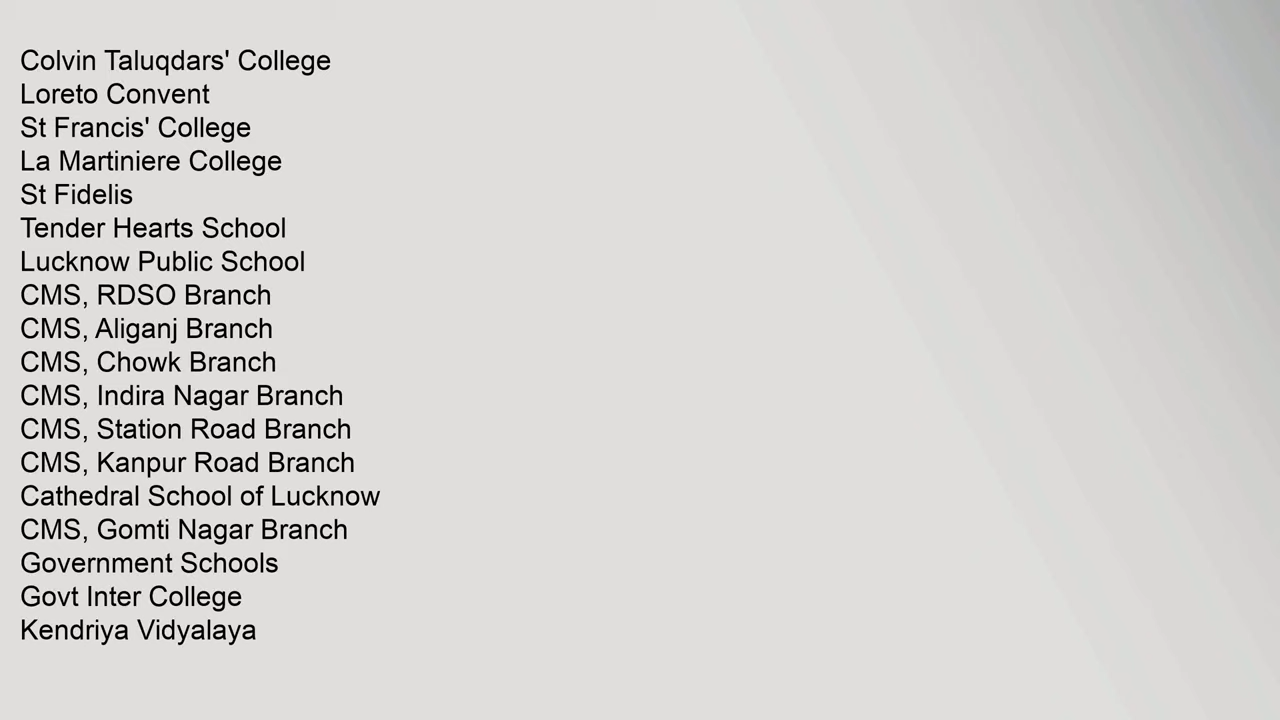 Colvin Taluqdars' College
Loreto Convent
St Francis' College
La Martiniere College
St Fidelis
Tender Hearts School
Lucknow Public School
CMS, RDSO Branch
CMS, Aliganj Branch
CMS, Chowk Branch
CMS, Indira Nagar Branch
CMS, Station Road Branch
CMS, Kanpur Road Branch
Cathedral School of Lucknow
CMS, Gomti Nagar Branch
Government Schools
Govt Inter College
Kendriya Vidyalaya